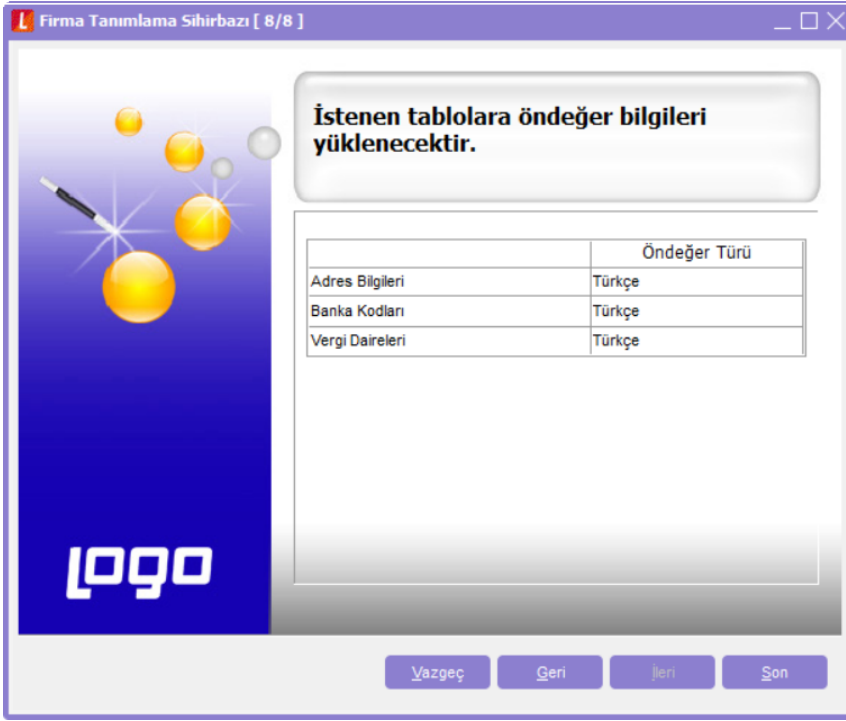 Firma Tanımlama Sihirbazı [ 8/8 ]
İstenen tablolara öndeğer bilgileri
yüklenecektir.
Öndeğer Türü
Adres Bilgileri Türkçe
Banka Kodları Türkçe
Vergi Daireleri Türkçe
LOGO
Vazgeç Geri İleri Son